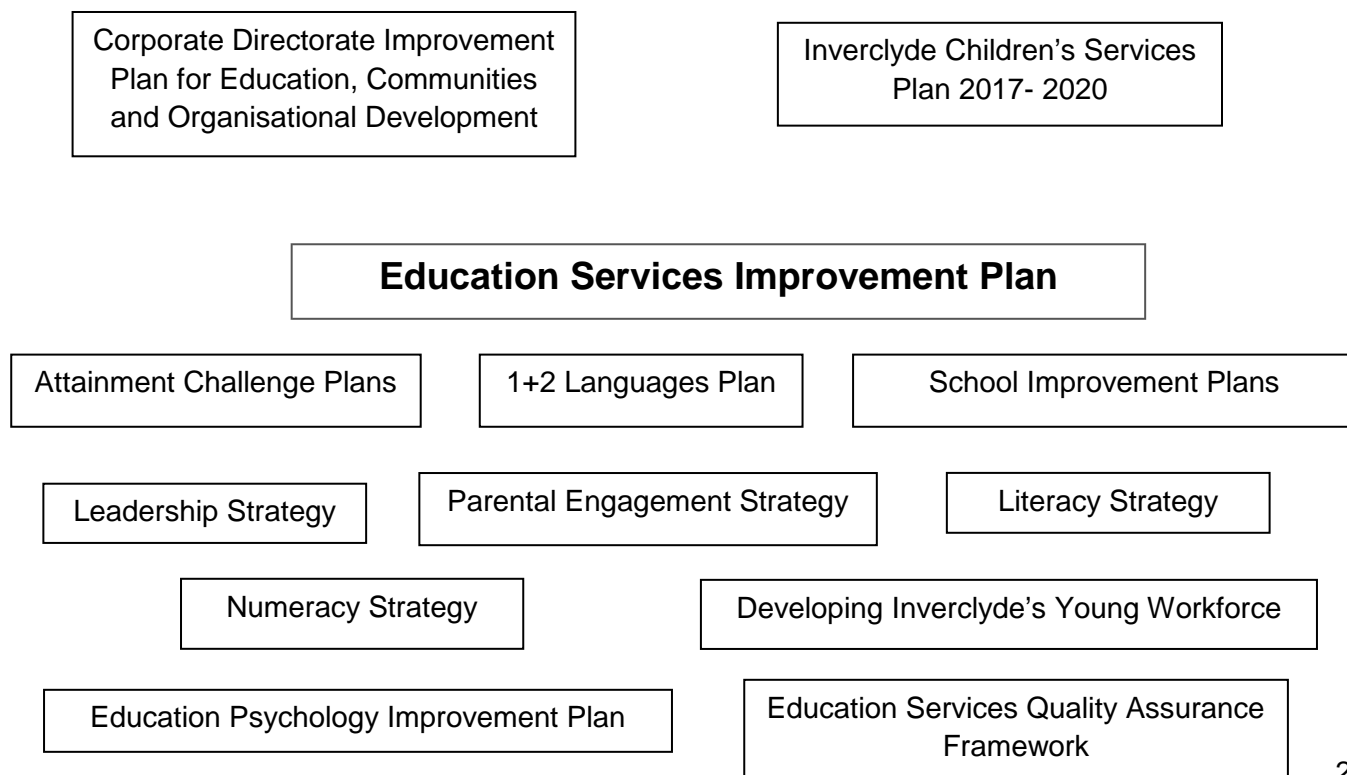 Corporate Directorate Improvement
Plan for Education, Communities
and Organisational Development
Inverclyde Children’s Services
Plan 2017- 2020
Education Services Improvement Plan
Attainment Challenge Plans
1+2 Languages Plan
School Improvement Plans
Leadership Strategy
Parental Engagement Strategy
Literacy Strategy
Numeracy Strategy
Developing Inverclyde’s Young Workforce
Education Psychology Improvement Plan
Education Services Quality Assurance
Framework
2